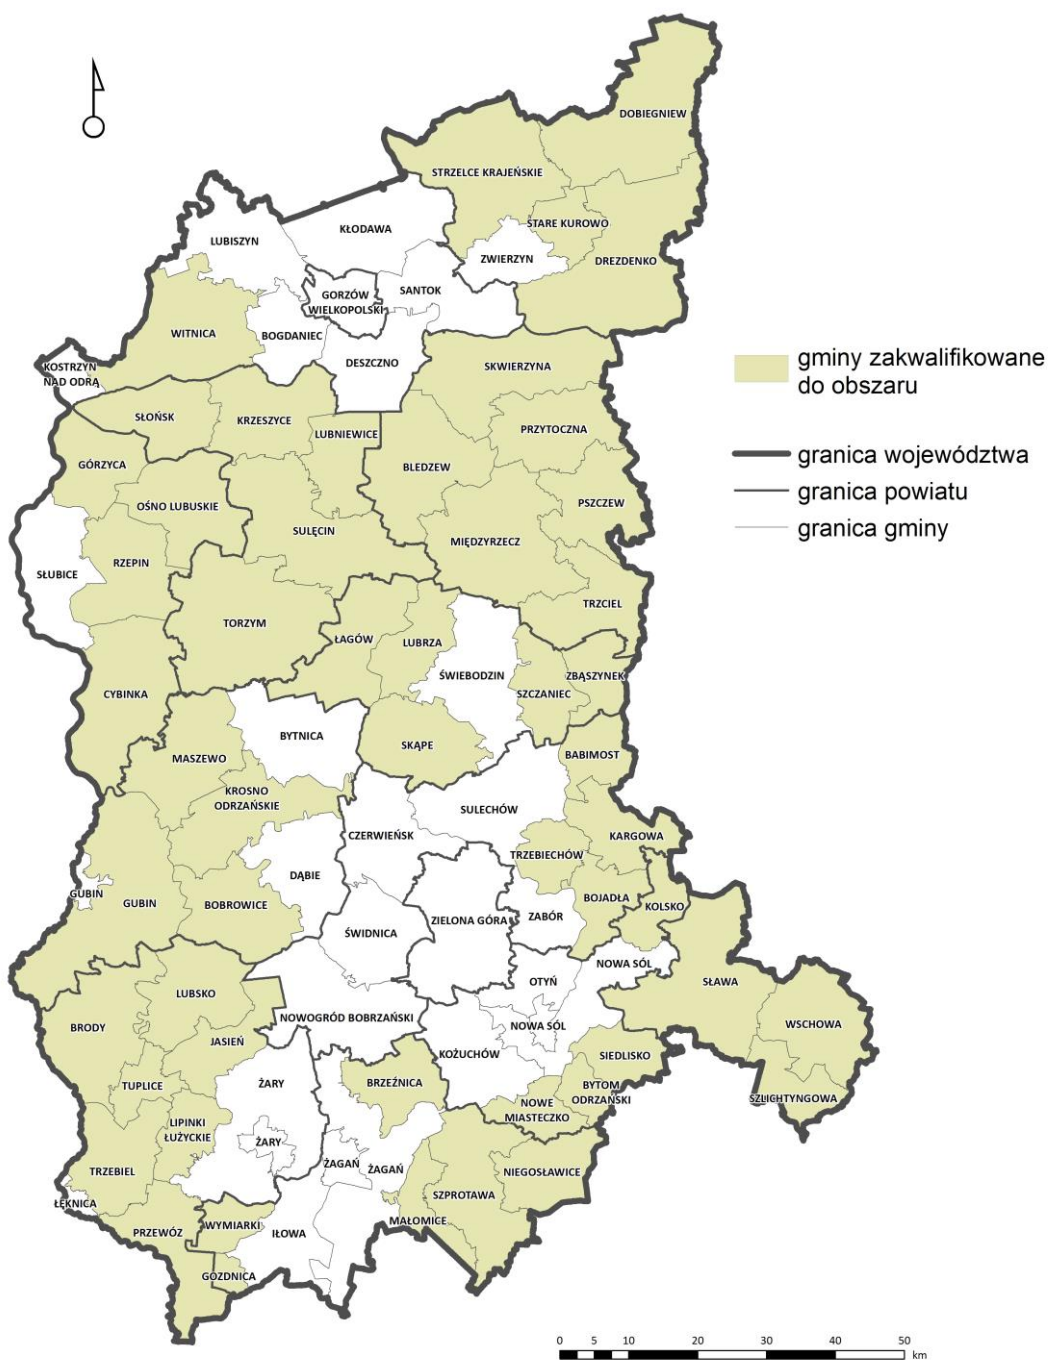 DOBIEGNIEW
STRZELCE KRAJEŃSKIE
STARE KUROWO
KŁODAWA
LUBISZYN
ZWIERZYN
DREZDENKO
SANTOK
GORZÓW
WIELKOPOLSKI
WITNICA
BOGDANIEC
DESZCZNO
SKWIERZYNA
KOSTRZYN
NAD ODRĄ
gminy zakwalifikowane
do obszaru
SŁOŃSK
KRZESZYCE
LUBNIEWICE
PRZYTOCZNA
granica województwa
GÓRZYCA
BLEDZEW
granica powiatu
OŚNO LUBUSKIE
PSZCZEW
granica gminy
SULĘCIN
MIĘDZYRZECZ
RZEPIN
SŁUBICE
TRZCIEL
TORZYM
ŁAGÓW
LUBRZA
ŚWIEBODZIN
ZBĄSZYNEK
CYBINKA
SZCZANIEC
BYTNICA
SKĄPE
BABIMOST
MASZEWO
KROSNO
ODRZAŃSKIE
SULECHÓW
CZERWIEŃSK
KARGOWA
TRZEBIECHÓW
DĄBIE
GUBIN
GUBIN
BOBROWICE
BOJADŁA
KOLSKO
ZIELONA GÓRA
ZABÓR
ŚWIDNICA
NOWA SÓL
OTYŃ
SŁAWA
LUBSKO
BRODY
NOWOGRÓD BOBRZAŃSKI
NOWA SÓL
WSCHOWA
JASIEŃ
KOŻUCHÓW
SIEDLISKO
TUPLICE
ŻARY
BRZEŹNICA
BYTOM
ODRZAŃSKI
SZLICHTYNGOWA
NOWE
MIASTECZKO
LIPINKI
ŁUŻYCKIE
ŻARY
TRZEBIEL
ŻAGAŃ
ŻAGAŃ
NIEGOSŁAWICE
SZPROTAWA
ŁĘKNICA
MAŁOMICE
PRZEWÓZ
WYMIARKI
IŁOWA
GOZDNICA
0 5 10 20 30 40 50
km